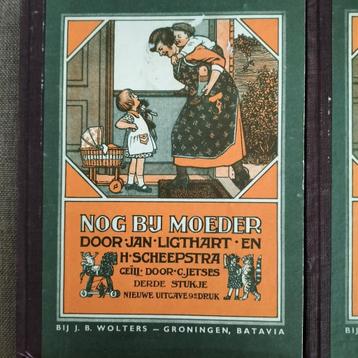 NOG BIJ MOEDER
DOOR·JAN·LIGTHART·EN
H·SCHEEPSTRA
GEÏLL·DOOR·C.JETSES
DERDE STUKJE
NIEUWE UITGAVE 9e DRUK
BIJ J. B. WOLTERS — GRONINGEN, BATAVIA
BI